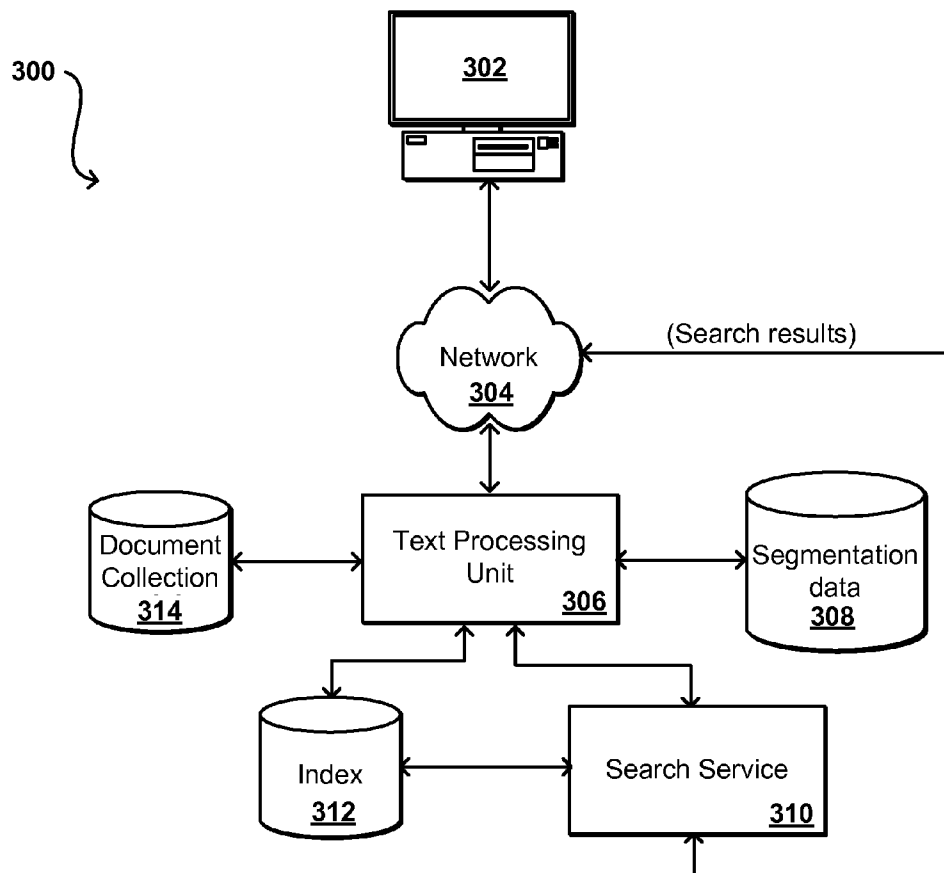 300
302
(Search results)
Network
304
Document
Collection
314
Text Processing
Unit
306
Segmentation
data
308
Index
312
Search Service
310